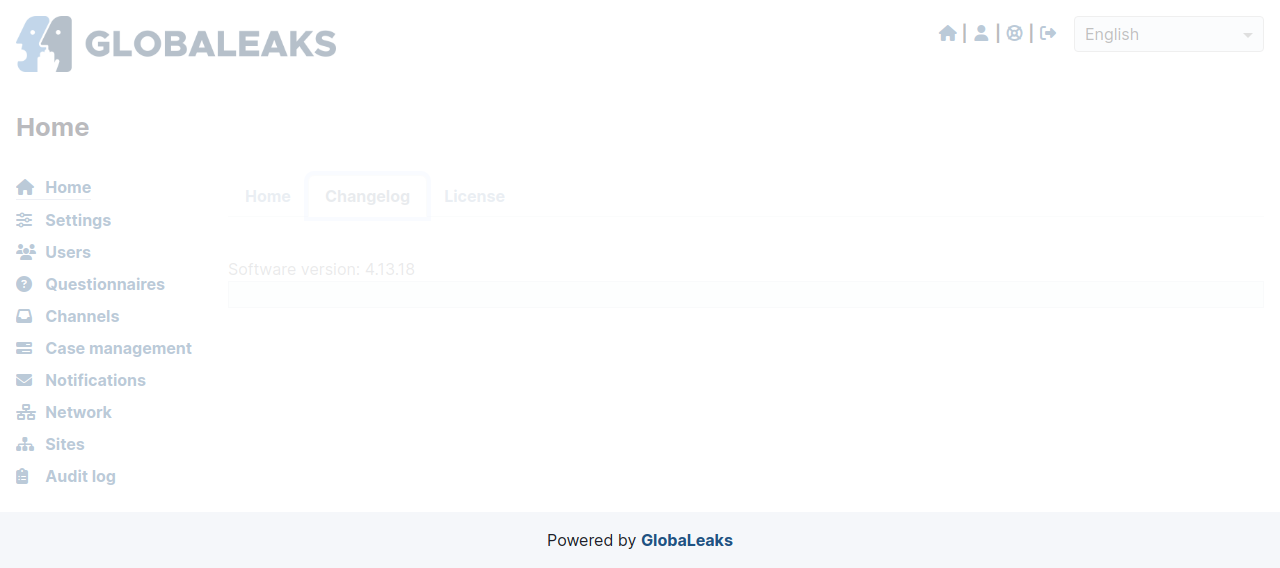 GLOBALEAKS
| | |
English
Home
Home
Settings
Users
Questionnaires
Channels
Case management
Notifications
Network
Sites
Audit log
Home Changelog License
Software version: 4.13.18
Powered by GlobaLeaks